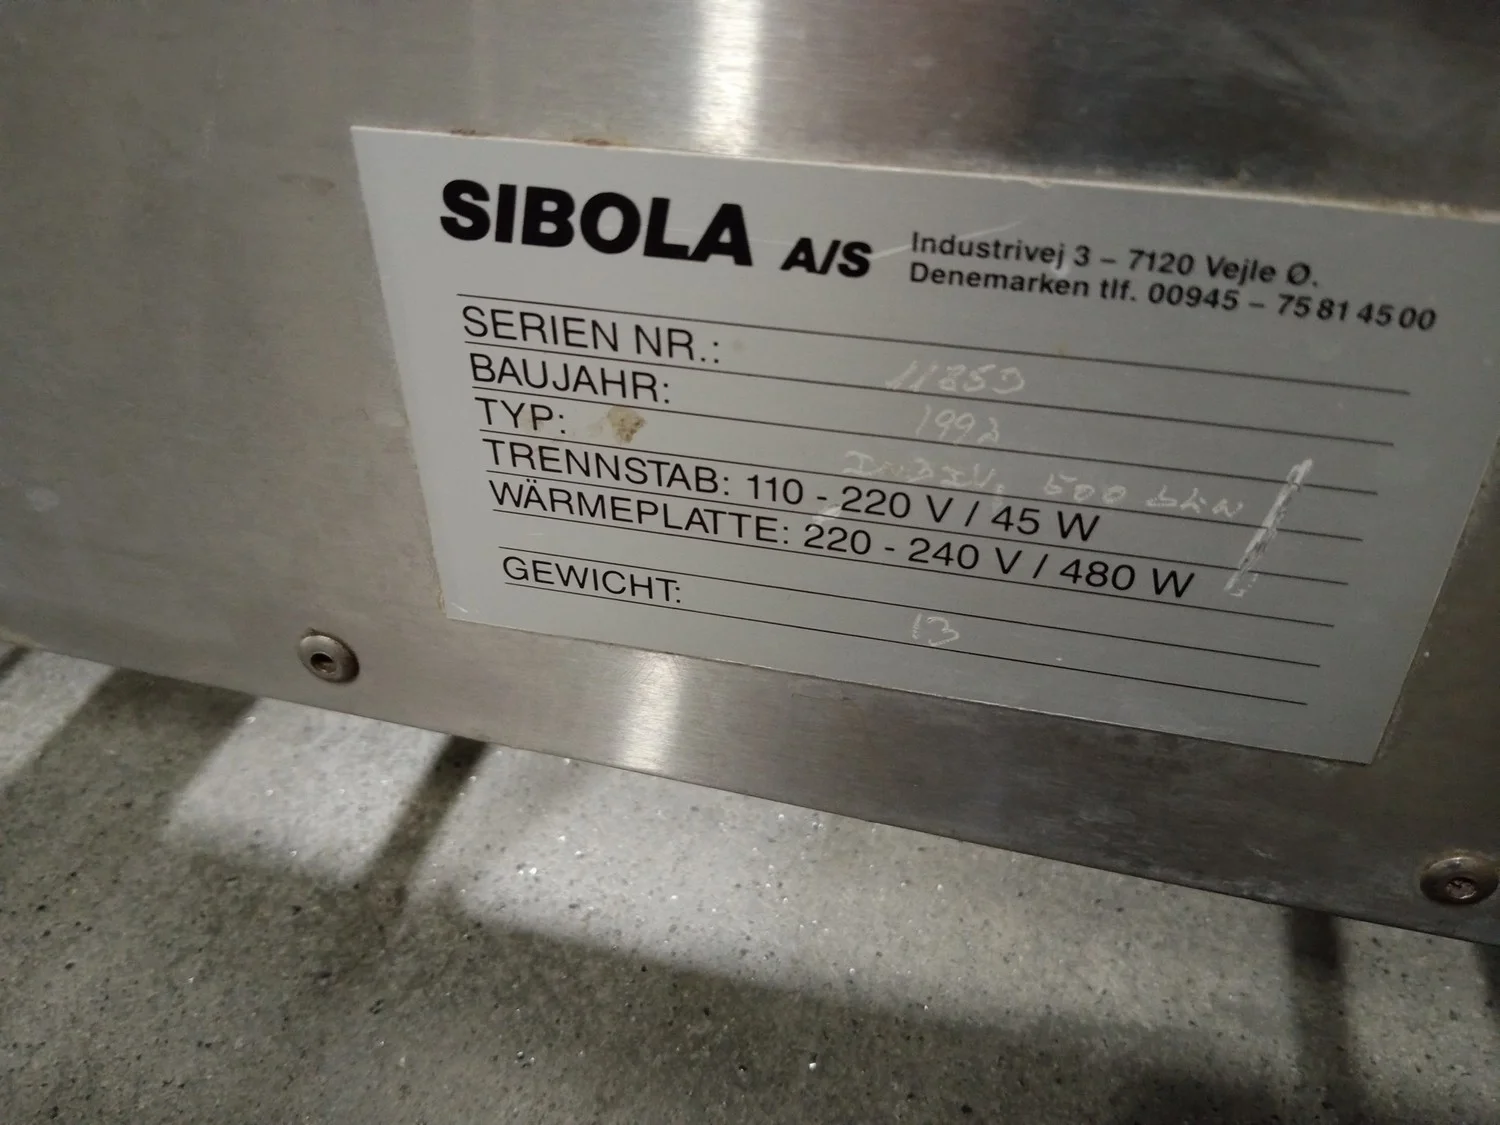 SIBOLA A/S
Industrivej 3 – 7120 Vejle Ø.
Denemarken tlf. 00945 – 75 81 45 00
SERIEN NR.:
BAUJAHR: 1992
TYP: 500
TRENNSTAB: 110 - 220 V / 45 W
WÄRMEPLATTE: 220 - 240 V / 480 W
GEWICHT: 13